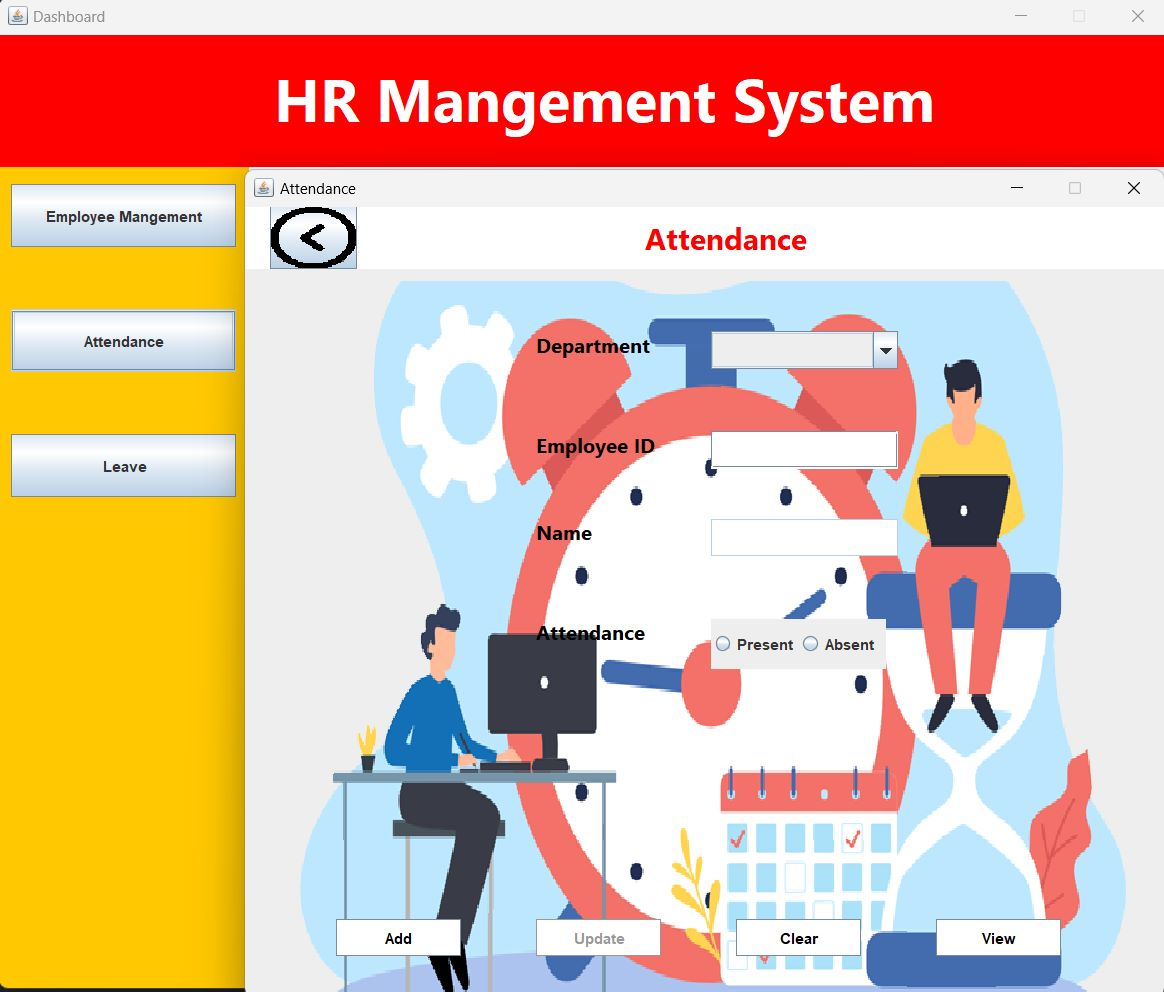 Dashboard
HR Mangement System
Employee Mangement
Attendance
Leave
Attendance
Attendance
Department
Employee ID
Name
Attendance
Present Absent
Add Update Clear View